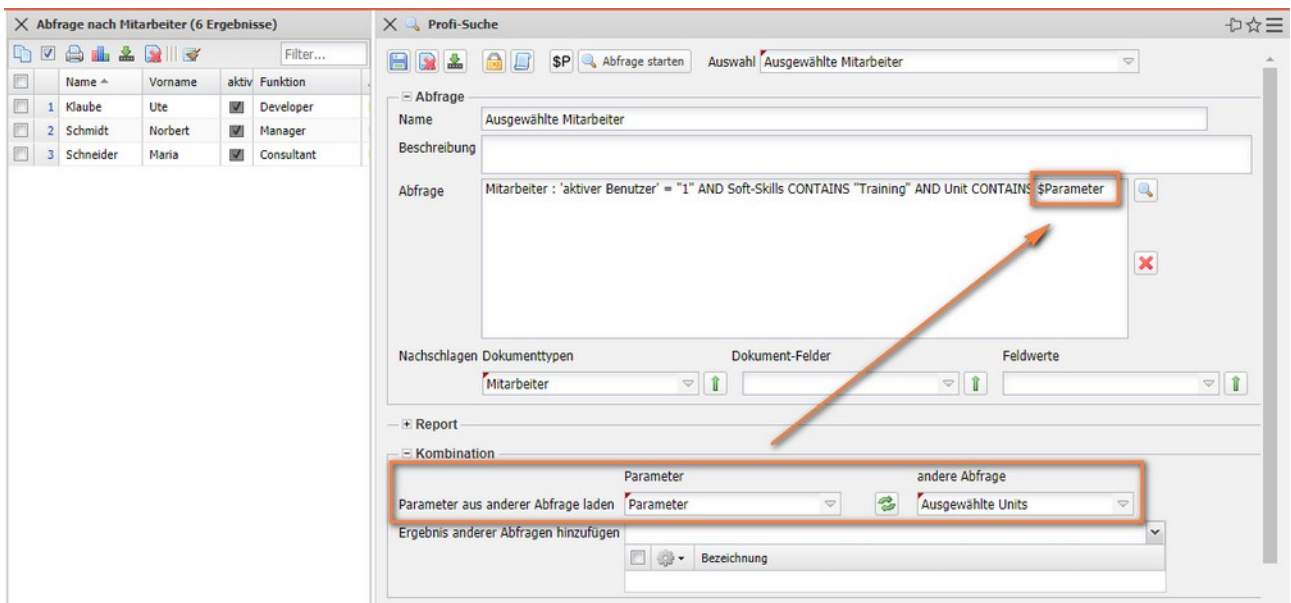 Abfrage nach Mitarbeiter (6 Ergebnisse)
Filter...
Name Vorname aktiv Funktion
1 Klaube Ute Developer
2 Schmidt Norbert Manager
3 Schneider Maria Consultant
Profi-Suche
$P Abfrage starten Auswahl Ausgewählte Mitarbeiter
Abfrage
Name Ausgewählte Mitarbeiter
Beschreibung
Abfrage Mitarbeiter : 'aktiver Benutzer' = "1" AND Soft-Skills CONTAINS "Training" AND Unit CONTAINS $Parameter
Nachschlagen Dokumenttypen Dokument-Felder Feldwerte
Mitarbeiter
Report
Kombination
Parameter andere Abfrage
Parameter aus anderer Abfrage laden Parameter Ausgewählte Units
Ergebnis anderer Abfragen hinzufügen
Bezeichnung